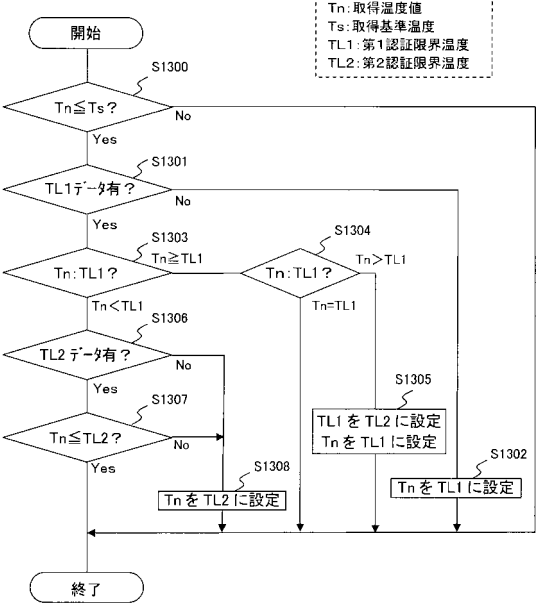 Tn:取得温度値
Ts:取得基準温度
TL1:第1認証限界温度
TL2:第2認証限界温度
開始
S1300
Tn≦Ts?
No
Yes
S1301
TL1データ有?
No
Yes
S1303
Tn:TL1?
Tn≧TL1
Tn<TL1
S1304
Tn:TL1?
Tn>TL1
Tn=TL1
S1306
TL2 データ有?
No
Yes
S1305
TL1をTL2に設定
TnをTL1に設定
S1307
Tn≦TL2?
No
Yes
S1308
TnをTL2に設定
S1302
TnをTL1に設定
終了